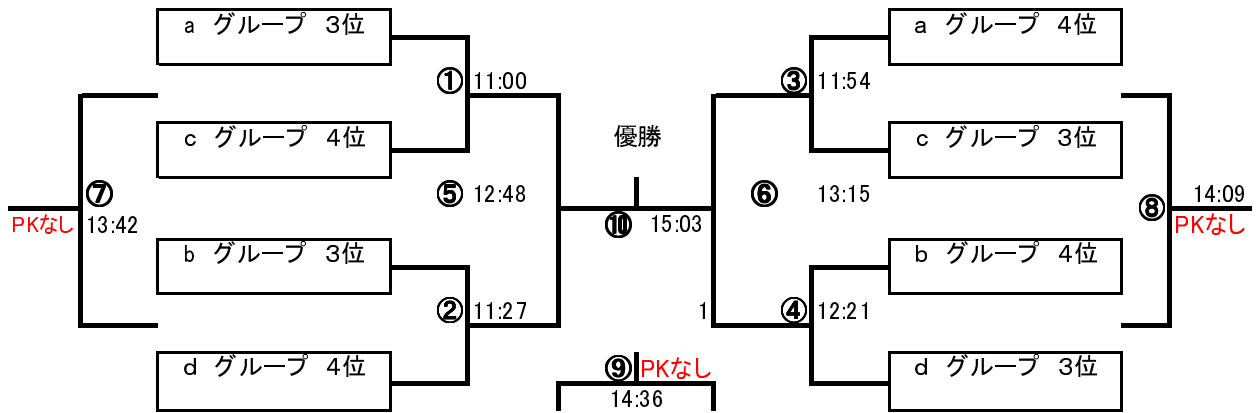 a グループ 3位
a グループ 4位
① 11:00
③ 11:54
c グループ 4位
優勝
c グループ 3位
⑦
⑤ 12:48
⑥ 13:15
⑧ 14:09
PKなし 13:42
⑩ 15:03
PKなし
b グループ 3位
b グループ 4位
② 11:27
1
④ 12:21
d グループ 4位
⑨ PKなし
d グループ 3位
14:36